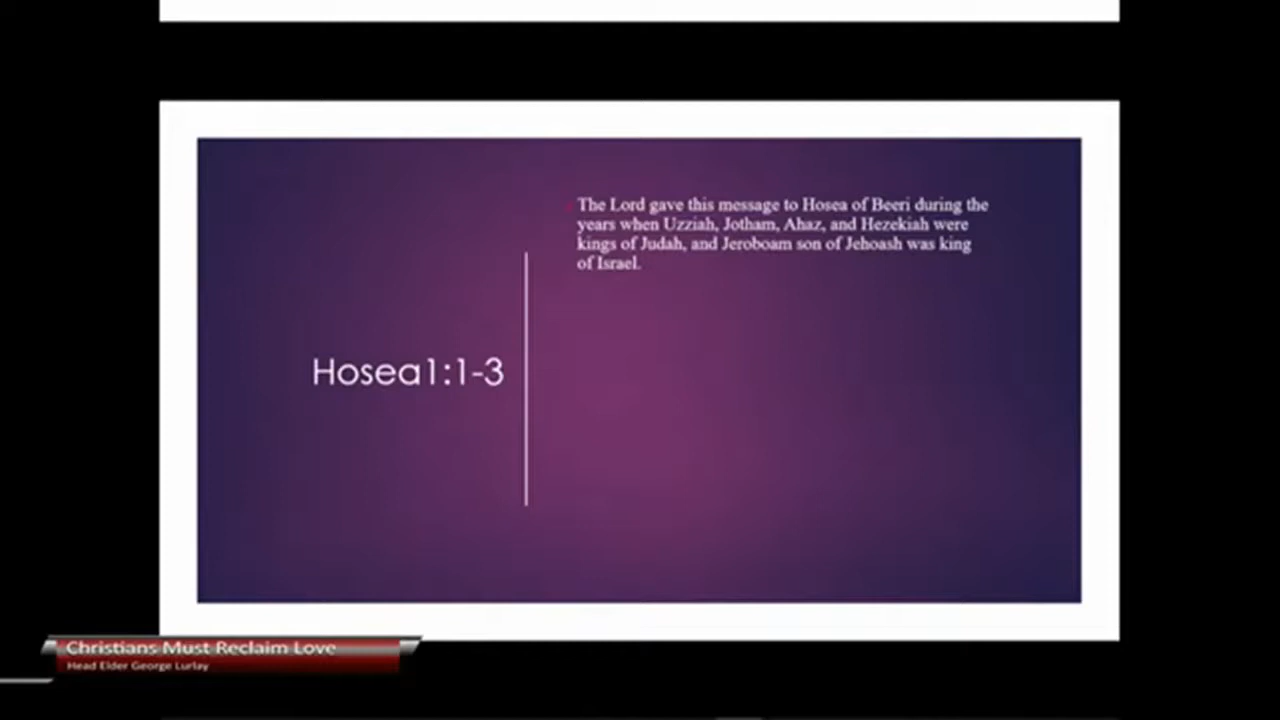 The Lord gave this message to Hosea of Beeri during the
years when Uzziah, Jotham, Ahaz, and Hezekiah were
kings of Judah, and Jeroboam son of Jehoash was king
of Israel.
Hosea1:1-3
Christians Must Reclaim Love
Head Elder George Lurlay